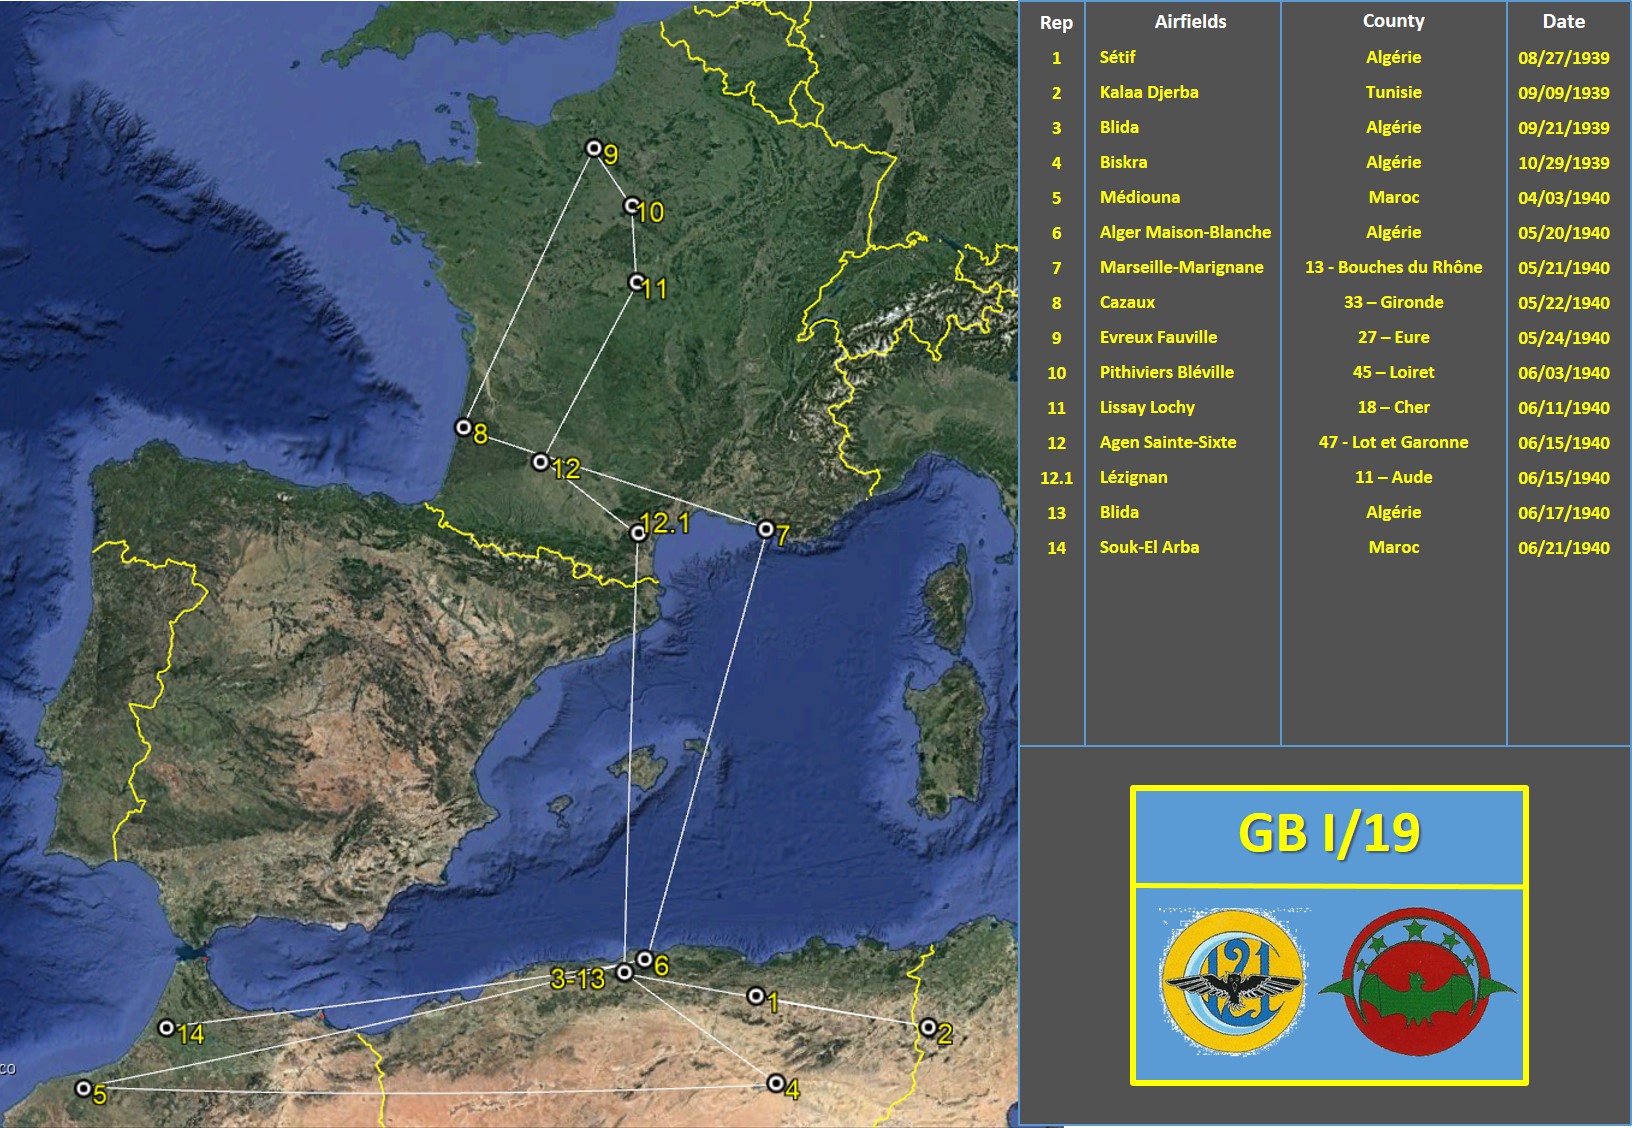 Rep Airfields County Date
1 Sétif Algérie 08/27/1939
2 Kalaa Djerba Tunisie 09/09/1939
3 Blida Algérie 09/21/1939
4 Biskra Algérie 10/29/1939
5 Médiouna Maroc 04/03/1940
6 Alger Maison-Blanche Algérie 05/20/1940
7 Marseille-Marignane 13 - Bouches du Rhône 05/21/1940
8 Cazaux 33 – Gironde 05/22/1940
9 Evreux Fauville 27 – Eure 05/24/1940
10 Pithiviers Bléville 45 – Loiret 06/03/1940
11 Lissay Lochy 18 – Cher 06/11/1940
12 Agen Sainte-Sixte 47 - Lot et Garonne 06/15/1940
12.1 Lézignan 11 – Aude 06/15/1940
13 Blida Algérie 06/17/1940
14 Souk-El Arba Maroc 06/21/1940
9
10
11
8
12
12.1
7
6
3-13
1
14
2
co
5
4
GB I/19
121